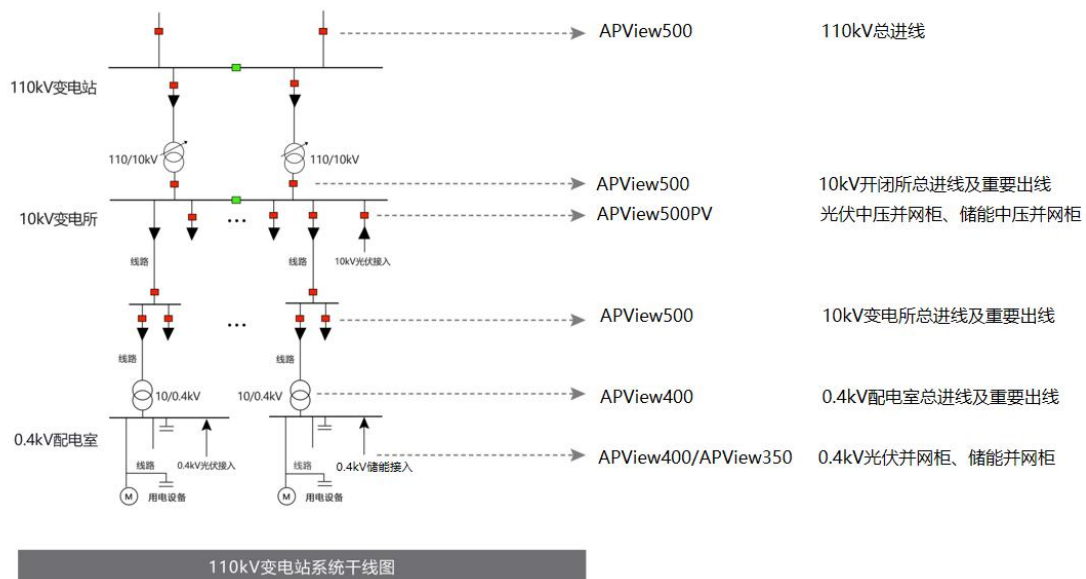 APView500 110kV总进线
110kV变电站
110/10kV 110/10kV
APView500 10kV开闭所总进线及重要出线
10kV变电所 ... APView500PV 光伏中压并网柜、储能中压并网柜
线路 线路 10kV光伏接入
... APView500 10kV变电所总进线及重要出线
线路 线路
10/0.4kV 10/0.4kV APView400 0.4kV配电室总进线及重要出线
0.4kV配电室
线路 0.4kV光伏接入 线路 0.4kV储能接入 APView400/APView350 0.4kV光伏并网柜、储能并网柜
M 用电设备 M 用电设备
110kV变电站系统干线图